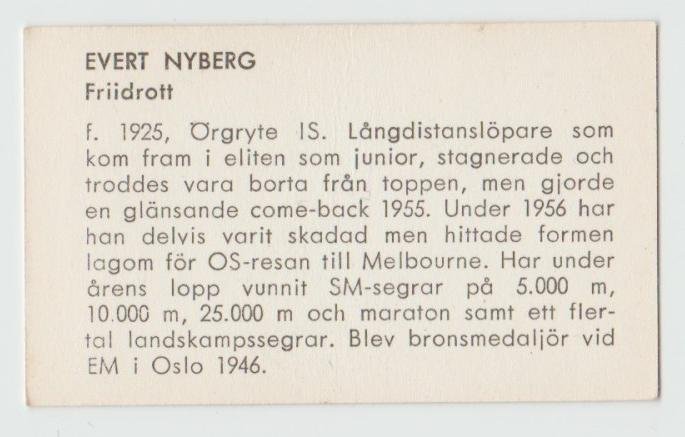 EVERT NYBERG
Friidrott
f. 1925, Örgryte IS. Långdistanslöpare som
kom fram i eliten som junior, stagnerade och
troddes vara borta från toppen, men gjorde
en glänsande come-back 1955. Under 1956 har
han delvis varit skadad men hittade formen
lagom för OS-resan till Melbourne. Har under
årens lopp vunnit SM-segrar på 5.000 m,
10.000 m, 25.000 m och maraton samt ett fler-
tal landskampssegrar. Blev bronsmedaljör vid
EM i Oslo 1946.